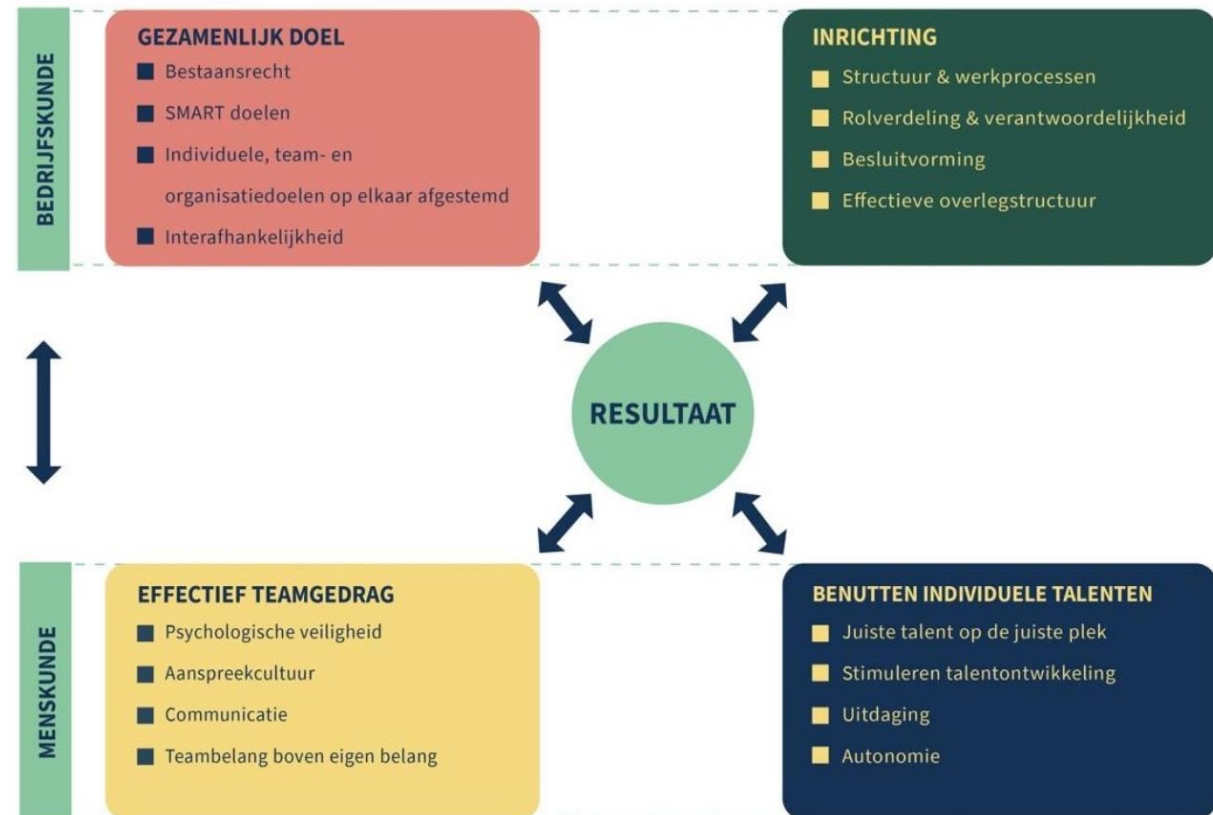 BEDRIJFSKUNDE
GEZAMENLIJK DOEL
Bestaansrecht
SMART doelen
Individuele, team- en
organisatiedoelen op elkaar afgestemd
Interafhankelijkheid
INRICHTING
Structuur & werkprocessen
Rolverdeling & verantwoordelijkheid
Besluitvorming
Effectieve overlegstructuur
RESULTAAT
MENSKUNDE
EFFECTIEF TEAMGEDRAG
Psychologische veiligheid
Aanspreekcultuur
Communicatie
Teambelang boven eigen belang
BENUTTEN INDIVIDUELE TALENTEN
Juiste talent op de juiste plek
Stimuleren talentontwikkeling
Uitdaging
Autonomie